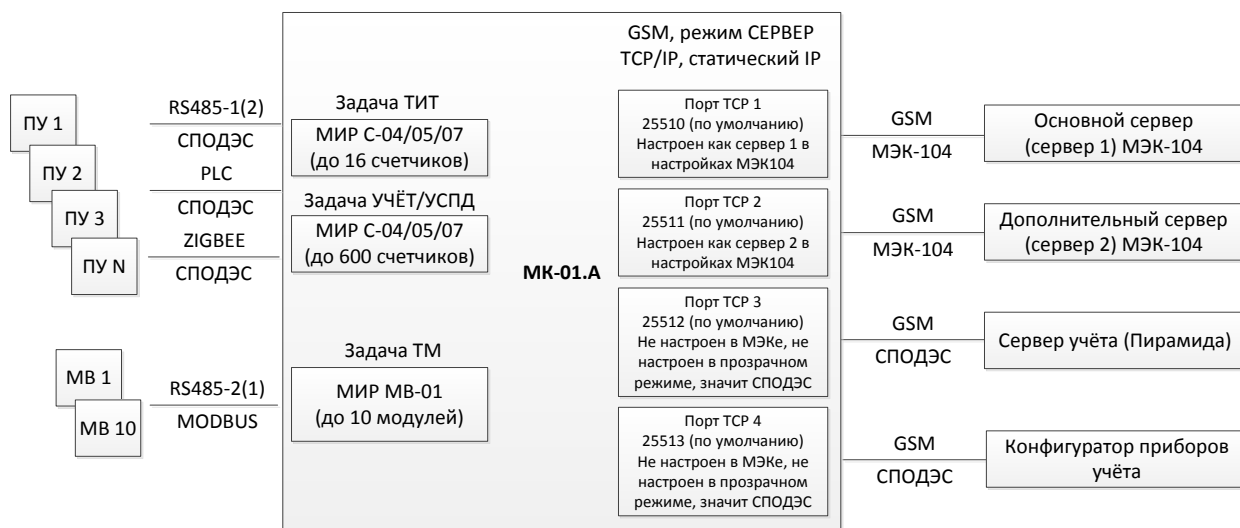 GSM, режим СЕРВЕР
TCP/IP, статический IP
ПУ 1
ПУ 2
ПУ 3
ПУ N
RS485-1(2)
СПОДЭС
PLC
СПОДЭС
ZIGBEE
СПОДЭС
Задача ТИТ
МИР С-04/05/07
(до 16 счетчиков)
Задача УЧЁТ/УСПД
МИР С-04/05/07
(до 600 счетчиков)
МВ 1
МВ 10
RS485-2(1)
MODBUS
Задача ТМ
МИР МВ-01
(до 10 модулей)
МК-01.А
Порт TCP 1
25510 (по умолчанию)
Настроен как сервер 1 в
настройках МЭК104
GSM
МЭК-104
Основной сервер
(сервер 1) МЭК-104
Порт TCP 2
25511 (по умолчанию)
Настроен как сервер 2 в
настройках МЭК104
GSM
МЭК-104
Дополнительный сервер
(сервер 2) МЭК-104
Порт TCP 3
25512 (по умолчанию)
Не настроен в МЭКе, не
настроен в прозрачном
режиме, значит СПОДЭС
GSM
СПОДЭС
Сервер учёта (Пирамида)
Порт TCP 4
25513 (по умолчанию)
Не настроен в МЭКе, не
настроен в прозрачном
режиме, значит СПОДЭС
GSM
СПОДЭС
Конфигуратор приборов
учёта